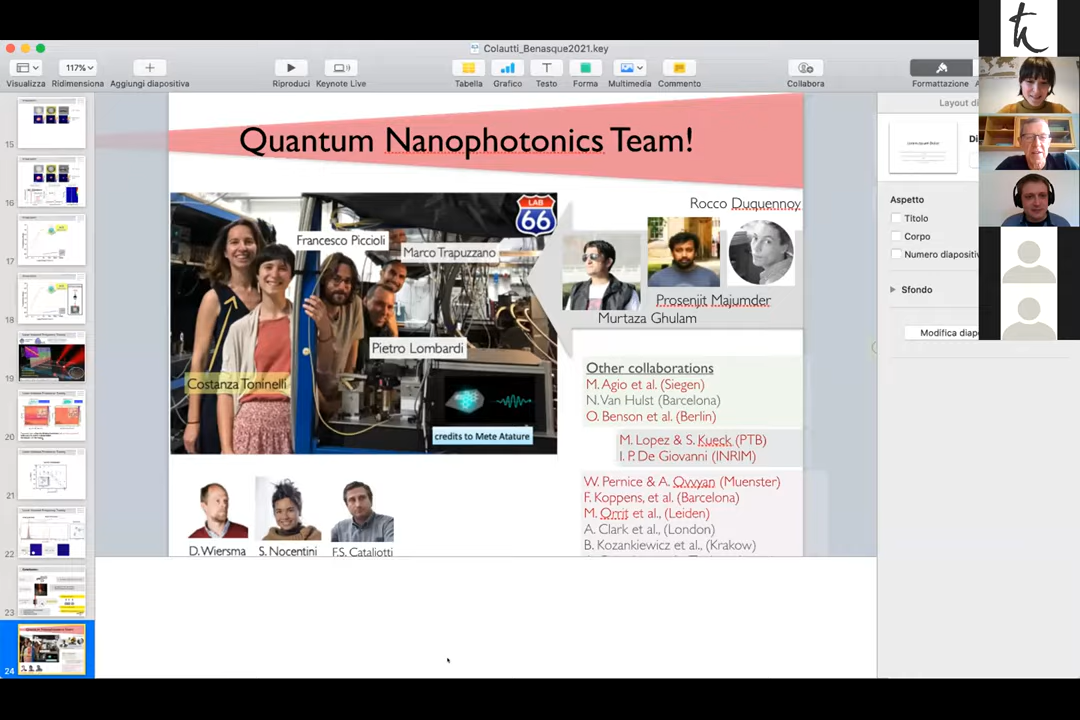 Colautti_Benasque2021.key
117%
Visualizza
Ridimensiona
Aggiungi diapositiva
Riproduci
Keynote Live
Tabella
Grafico
Testo
Forma
Multimedia
Commento
Collabora
Formattazione
Layout di
Aspetto
Titolo
Corpo
Numero diapositiv
Sfondo
Modifica diap
15
16
17
18
19
20
21
22
23
24
Quantum Nanophotonics Team!
LAB
66
Francesco Piccioli
Marco Trapuzzano
Pietro Lombardi
Costanza Toninelli
credits to Mete Atature
Rocco Duquennoy
Prosenjit Majumder
Murtaza Ghulam
Other collaborations
M. Agio et al. (Siegen)
N. Van Hulst (Barcelona)
O. Benson et al. (Berlin)
M. Lopez & S. Kueck (PTB)
I. P. De Giovanni (INRIM)
W. Pernice & A. Ovvyan (Muenster)
F. Koppens, et al. (Barcelona)
M. Orrit et al., (Leiden)
A. Clark et al., (London)
B. Kozankiewicz et al., (Krakow)
D. Wiersma
S. Nocentini
F.S. Cataliotti